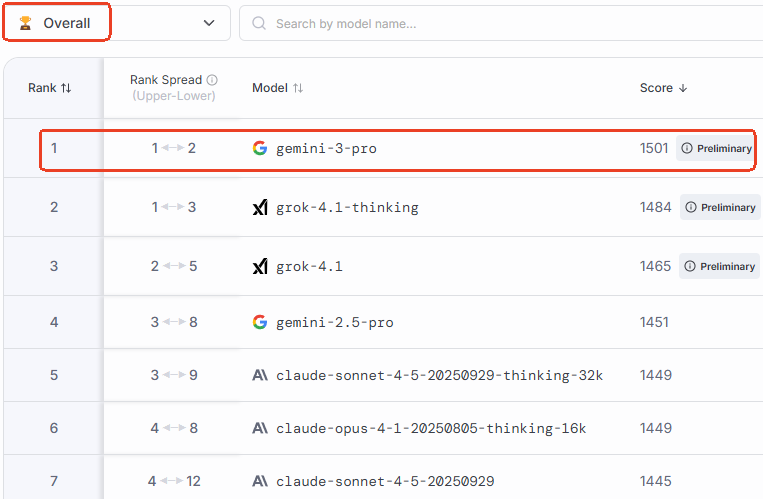 Overall
Search by model name...
Rank Rank Spread Model Score
(Upper-Lower)
1 1 2 gemini-3-pro 1501 Preliminary
2 1 3 grok-4.1-thinking 1484 Preliminary
3 2 5 grok-4.1 1465 Preliminary
4 3 8 gemini-2.5-pro 1451
5 3 9 claude-sonnet-4-5-20250929-thinking-32k 1449
6 4 8 claude-opus-4-1-20250805-thinking-16k 1449
7 4 12 claude-sonnet-4-5-20250929 1445